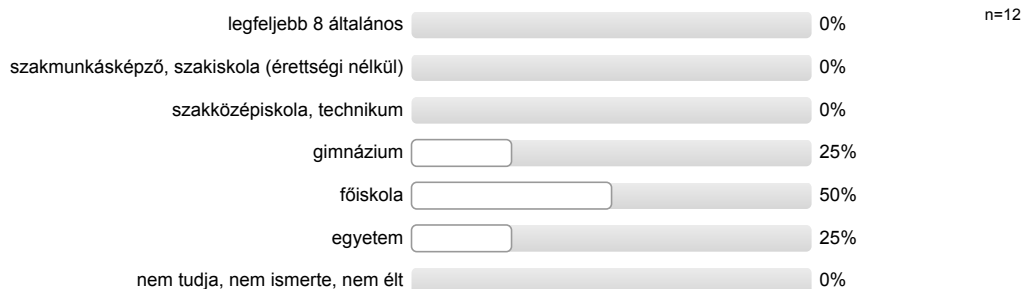 legfeljebb 8 általános 0% n=12
szakmunkásképző, szakiskola (érettségi nélkül) 0%
szakközépiskola, technikum 0%
gimnázium 25%
főiskola 50%
egyetem 25%
nem tudja, nem ismerte, nem élt 0%